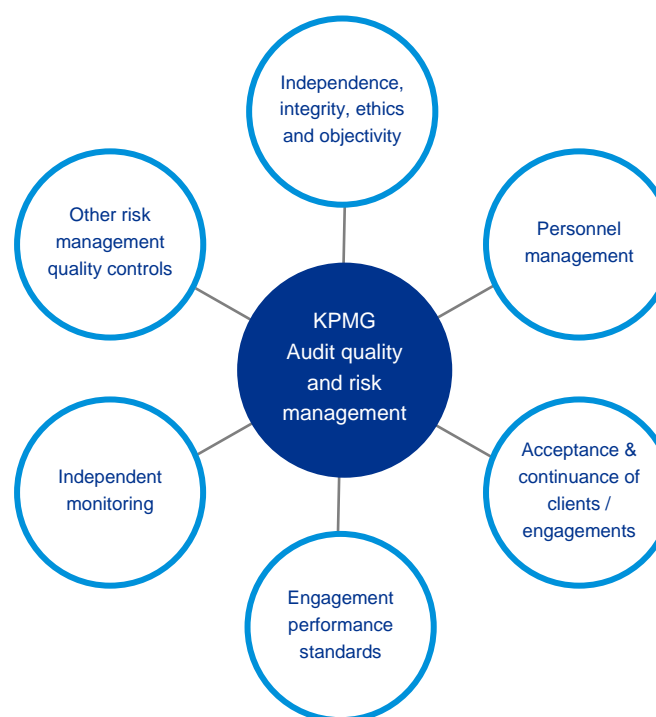 Independence,
integrity, ethics
and objectivity
Other risk
management
quality controls
Personnel
management
KPMG
Audit quality
and risk
management
Independent
monitoring
Acceptance &
continuance of
clients /
engagements
Engagement
performance
standards